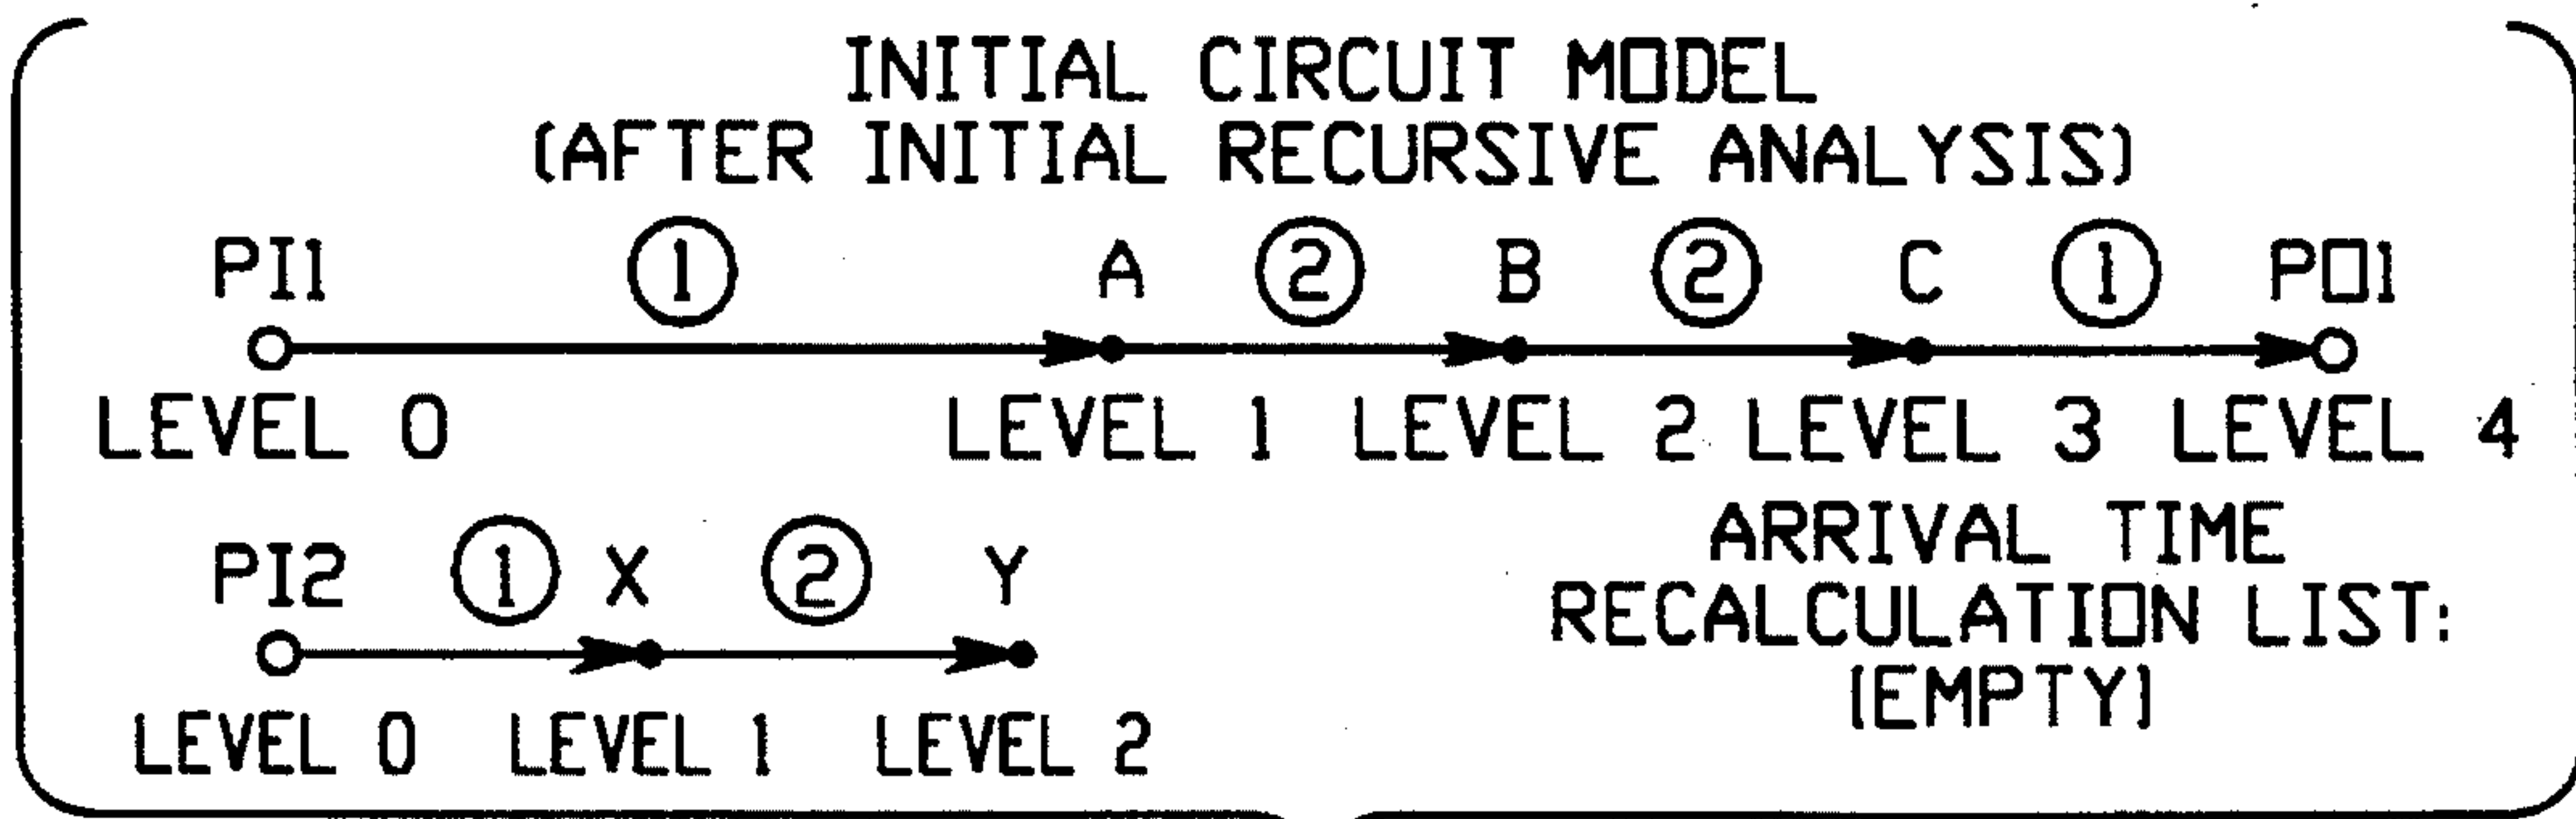 INITIAL CIRCUIT MODEL
(AFTER INITIAL RECURSIVE ANALYSIS)
PI1 1 A 2 B 2 C 1 PO1
LEVEL 0 LEVEL 1 LEVEL 2 LEVEL 3 LEVEL 4
PI2 1 X 2 Y
LEVEL 0 LEVEL 1 LEVEL 2
ARRIVAL TIME
RECALCULATION LIST:
(EMPTY)